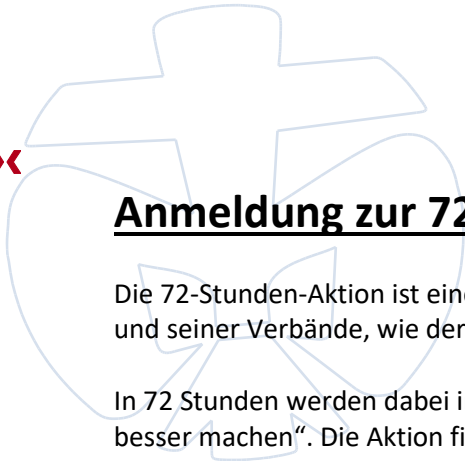 Anmeldung zur 72
Die 72-Stunden-Aktion ist eine
und seiner Verbände, wie der
In 72 Stunden werden dabei i
besser machen“. Die Aktion fi